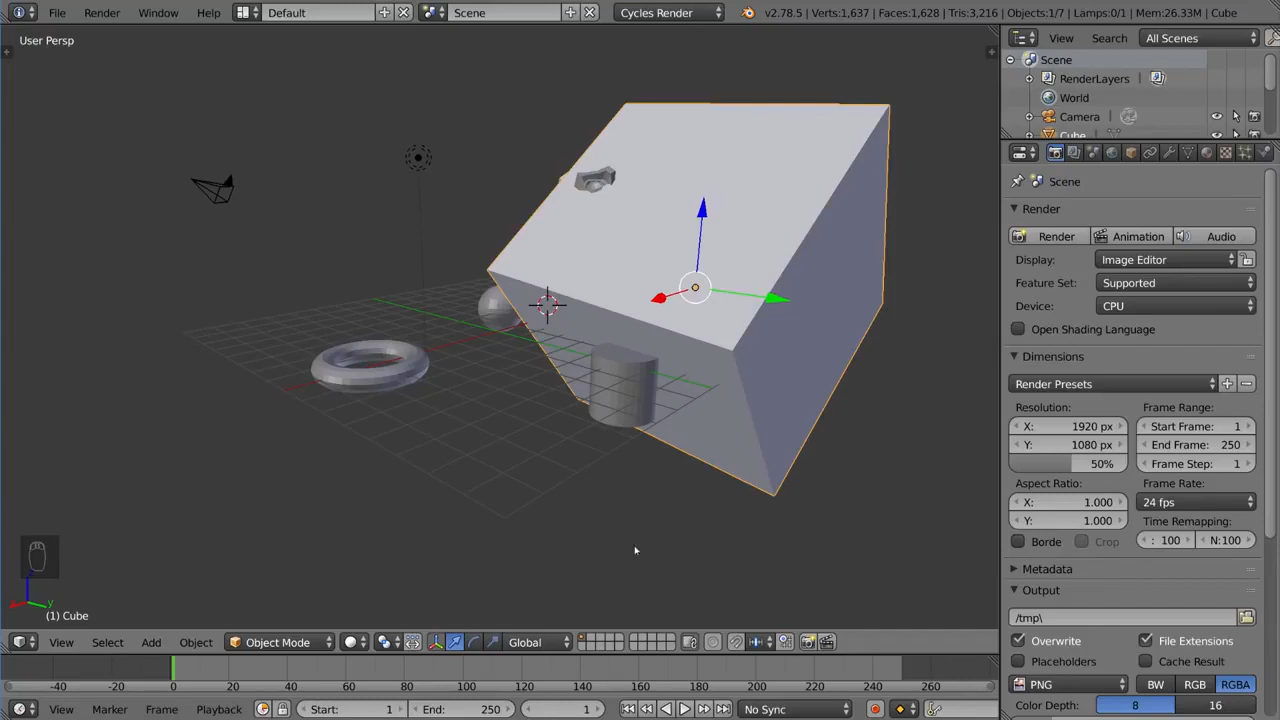 File Render Window Help Default Scene Cycles Render v2.78.5 | Verts:1,637 | Faces:1,628 | Tris:3,216 | Objects:1/7 | Lamps:0/1 | Mem:26.33M | Cube
User Persp
View Search All Scenes
Scene
RenderLayers
World
Camera
Cube
Scene
Render
Render Animation Audio
Display: Image Editor
Feature Set: Supported
Device: CPU
Open Shading Language
Dimensions
Render Presets
Resolution: Frame Range:
X: 1920 px Start Frame: 1
Y: 1080 px End Frame: 250
50% Frame Step: 1
Aspect Ratio: Frame Rate:
X: 1.000 24 fps
Y: 1.000 Time Remapping:
Borde Crop : 100 N:100
Metadata
Output
/tmp\
Overwrite File Extensions
Placeholders Cache Result
PNG BW RGB RGBA
Color Depth: 8 16
x y
(1) Cube
View Select Add Object Object Mode Global
-40 -20 0 20 40 60 80 100 120 140 160 180 200 220 240 260
View Marker Frame Playback Start: 1 End: 250 1 No Sync